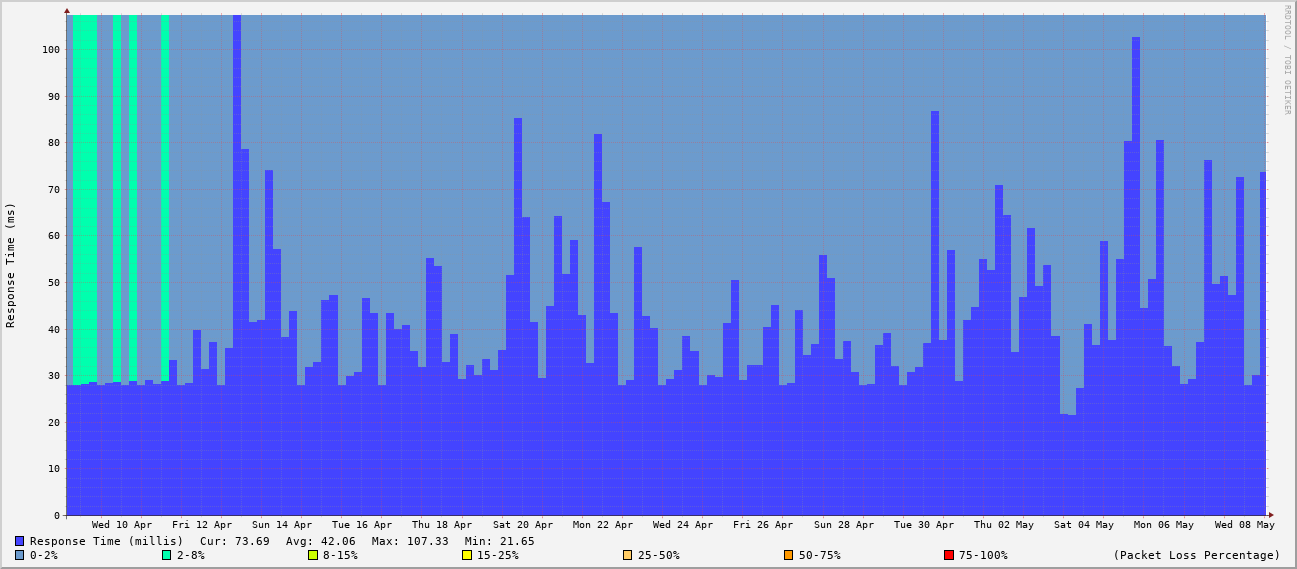 RRDTOOL / TOBI OETIKER
Response Time (ms)
100
90
80
70
60
50
40
30
20
10
0
Wed 10 Apr Fri 12 Apr Sun 14 Apr Tue 16 Apr Thu 18 Apr Sat 20 Apr Mon 22 Apr Wed 24 Apr Fri 26 Apr Sun 28 Apr Tue 30 Apr Thu 02 May Sat 04 May Mon 06 May Wed 08 May
Response Time (millis) Cur: 73.69 Avg: 42.06 Max: 107.33 Min: 21.65
0-2% 2-8% 8-15% 15-25% 25-50% 50-75% 75-100% (Packet Loss Percentage)